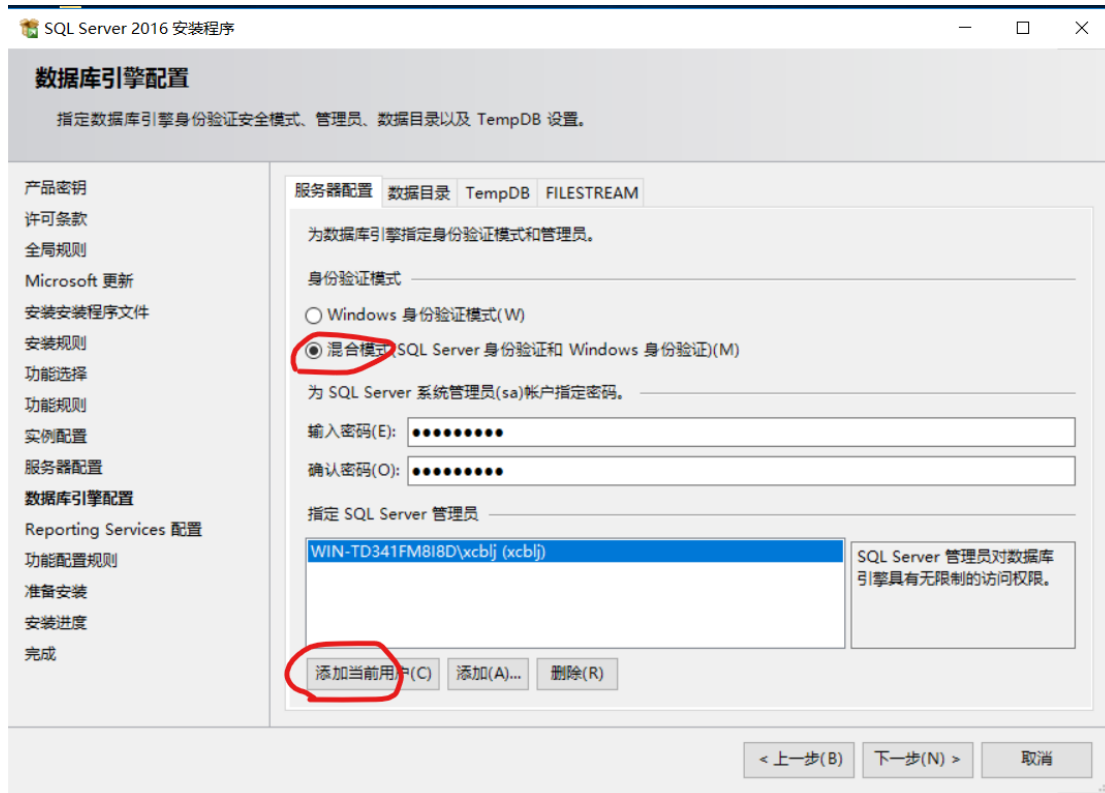 SQL Server 2016 安装程序
数据库引擎配置
指定数据库引擎身份验证安全模式、管理员、数据目录以及 TempDB 设置。
产品密钥
许可条款
全局规则
Microsoft 更新
安装安装程序文件
安装规则
功能选择
功能规则
实例配置
服务器配置
数据库引擎配置
Reporting Services 配置
功能配置规则
准备安装
安装进度
完成
服务器配置 数据目录 TempDB FILESTREAM
为数据库引擎指定身份验证模式和管理员。
身份验证模式
Windows 身份验证模式(W)
混合模式(SQL Server 身份验证和 Windows 身份验证)(M)
为 SQL Server 系统管理员(sa)帐户指定密码。
输入密码(E): ●●●●●●●●●
确认密码(O): ●●●●●●●●●
指定 SQL Server 管理员
WIN-TD341FM8I8D\xcblj (xcblj)
SQL Server 管理员对数据库
引擎具有无限制的访问权限。
添加当前用户(C) 添加(A)... 删除(R)
< 上一步(B) 下一步(N) > 取消